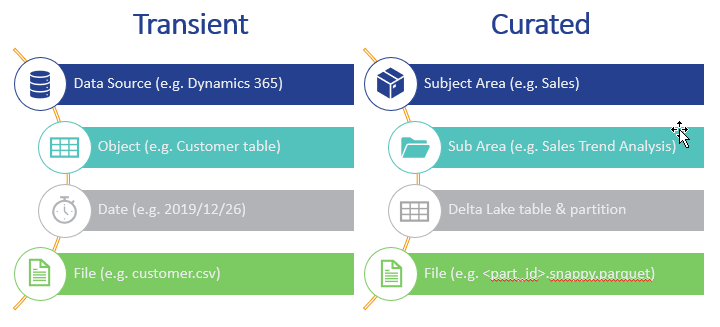 Transient
Data Source (e.g. Dynamics 365)
Object (e.g. Customer table)
Date (e.g. 2019/12/26)
File (e.g. customer.csv)
Curated
Subject Area (e.g. Sales)
Sub Area (e.g. Sales Trend Analysis)
Delta Lake table & partition
File (e.g. <part_id>.snappy.parquet)